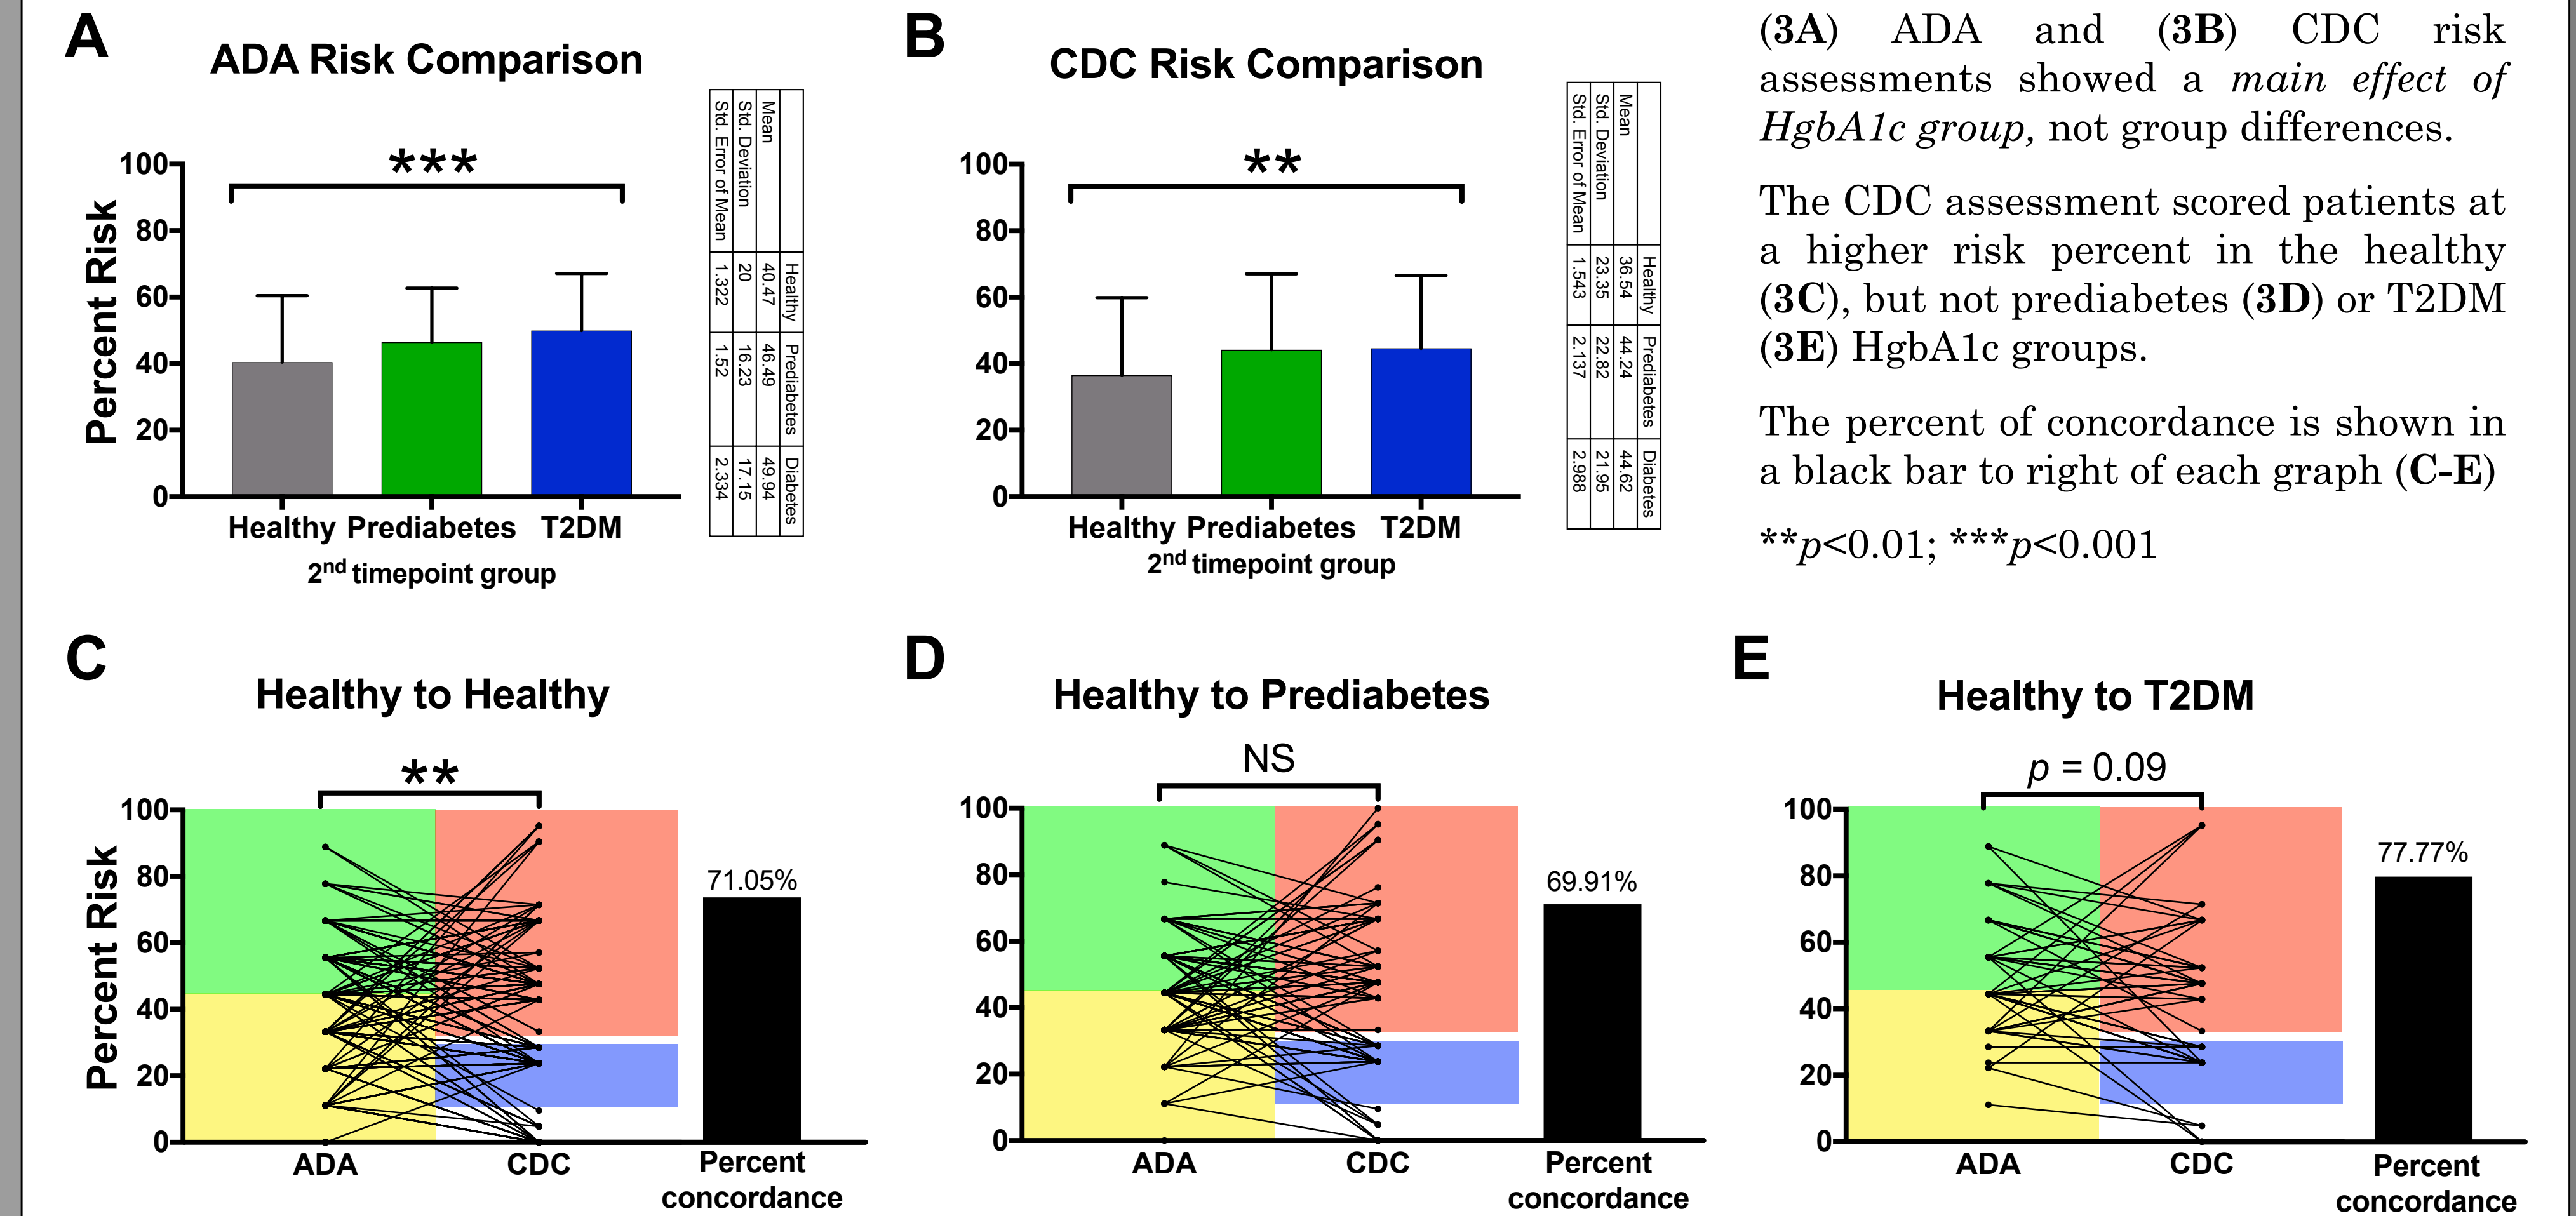 A
ADA Risk Comparison
***
Percent Risk
100
80
60
40
20
0
Healthy Prediabetes T2DM
2nd timepoint group
Healthy Prediabetes Diabetes
Mean 40.47 46.49 49.94
Std. Deviation 20 16.23 17.15
Std. Error of Mean 1.322 1.52 2.334
B
CDC Risk Comparison
**
100
80
60
40
20
0
Healthy Prediabetes T2DM
2nd timepoint group
Healthy Prediabetes Diabetes
Mean 36.54 44.24 44.62
Std. Deviation 23.35 22.82 21.95
Std. Error of Mean 1.543 2.137 2.988
(3A) ADA and (3B) CDC risk
assessments showed a main effect of
HgbA1c group, not group differences.
The CDC assessment scored patients at
a higher risk percent in the healthy
(3C), but not prediabetes (3D) or T2DM
(3E) HgbA1c groups.
The percent of concordance is shown in
a black bar to right of each graph (C-E)
**p<0.01; ***p<0.001
C
Healthy to Healthy
**
Percent Risk
100
80
60
40
20
0
71.05%
ADA CDC Percent
concordance
D
Healthy to Prediabetes
NS
100
80
60
40
20
0
69.91%
ADA CDC Percent
concordance
E
Healthy to T2DM
p = 0.09
100
80
60
40
20
0
77.77%
ADA CDC Percent
concordance